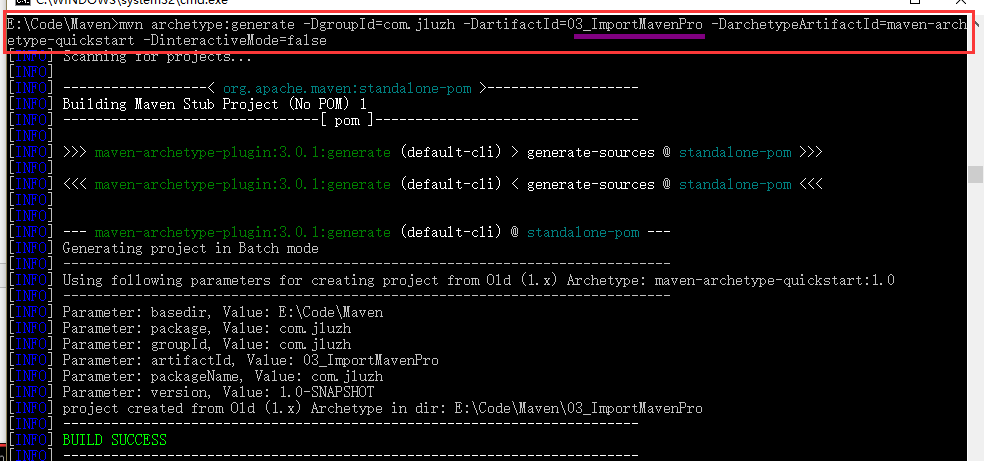 C:\WINDOWS\system32\cmd.exe
E:\Code\Maven>mvn archetype:generate -DgroupId=com.jluzh -DartifactId=03_ImportMavenPro -DarchetypeArtifactId=maven-arch
etype-quickstart -DinteractiveMode=false
[INFO] Scanning for projects...
[INFO]
[INFO] ------------------< org.apache.maven:standalone-pom >-------------------
[INFO] Building Maven Stub Project (No POM) 1
[INFO] --------------------------------[ pom ]---------------------------------
[INFO]
[INFO] >>> maven-archetype-plugin:3.0.1:generate (default-cli) > generate-sources @ standalone-pom >>>
[INFO]
[INFO] <<< maven-archetype-plugin:3.0.1:generate (default-cli) < generate-sources @ standalone-pom <<<
[INFO]
[INFO]
[INFO] --- maven-archetype-plugin:3.0.1:generate (default-cli) @ standalone-pom ---
[INFO] Generating project in Batch mode
[INFO] ----------------------------------------------------------------------------
[INFO] Using following parameters for creating project from Old (1.x) Archetype: maven-archetype-quickstart:1.0
[INFO] ----------------------------------------------------------------------------
[INFO] Parameter: basedir, Value: E:\Code\Maven
[INFO] Parameter: package, Value: com.jluzh
[INFO] Parameter: groupId, Value: com.jluzh
[INFO] Parameter: artifactId, Value: 03_ImportMavenPro
[INFO] Parameter: packageName, Value: com.jluzh
[INFO] Parameter: version, Value: 1.0-SNAPSHOT
[INFO] project created from Old (1.x) Archetype in dir: E:\Code\Maven\03_ImportMavenPro
[INFO] ------------------------------------------------------------------------
[INFO] BUILD SUCCESS
[INFO] ------------------------------------------------------------------------